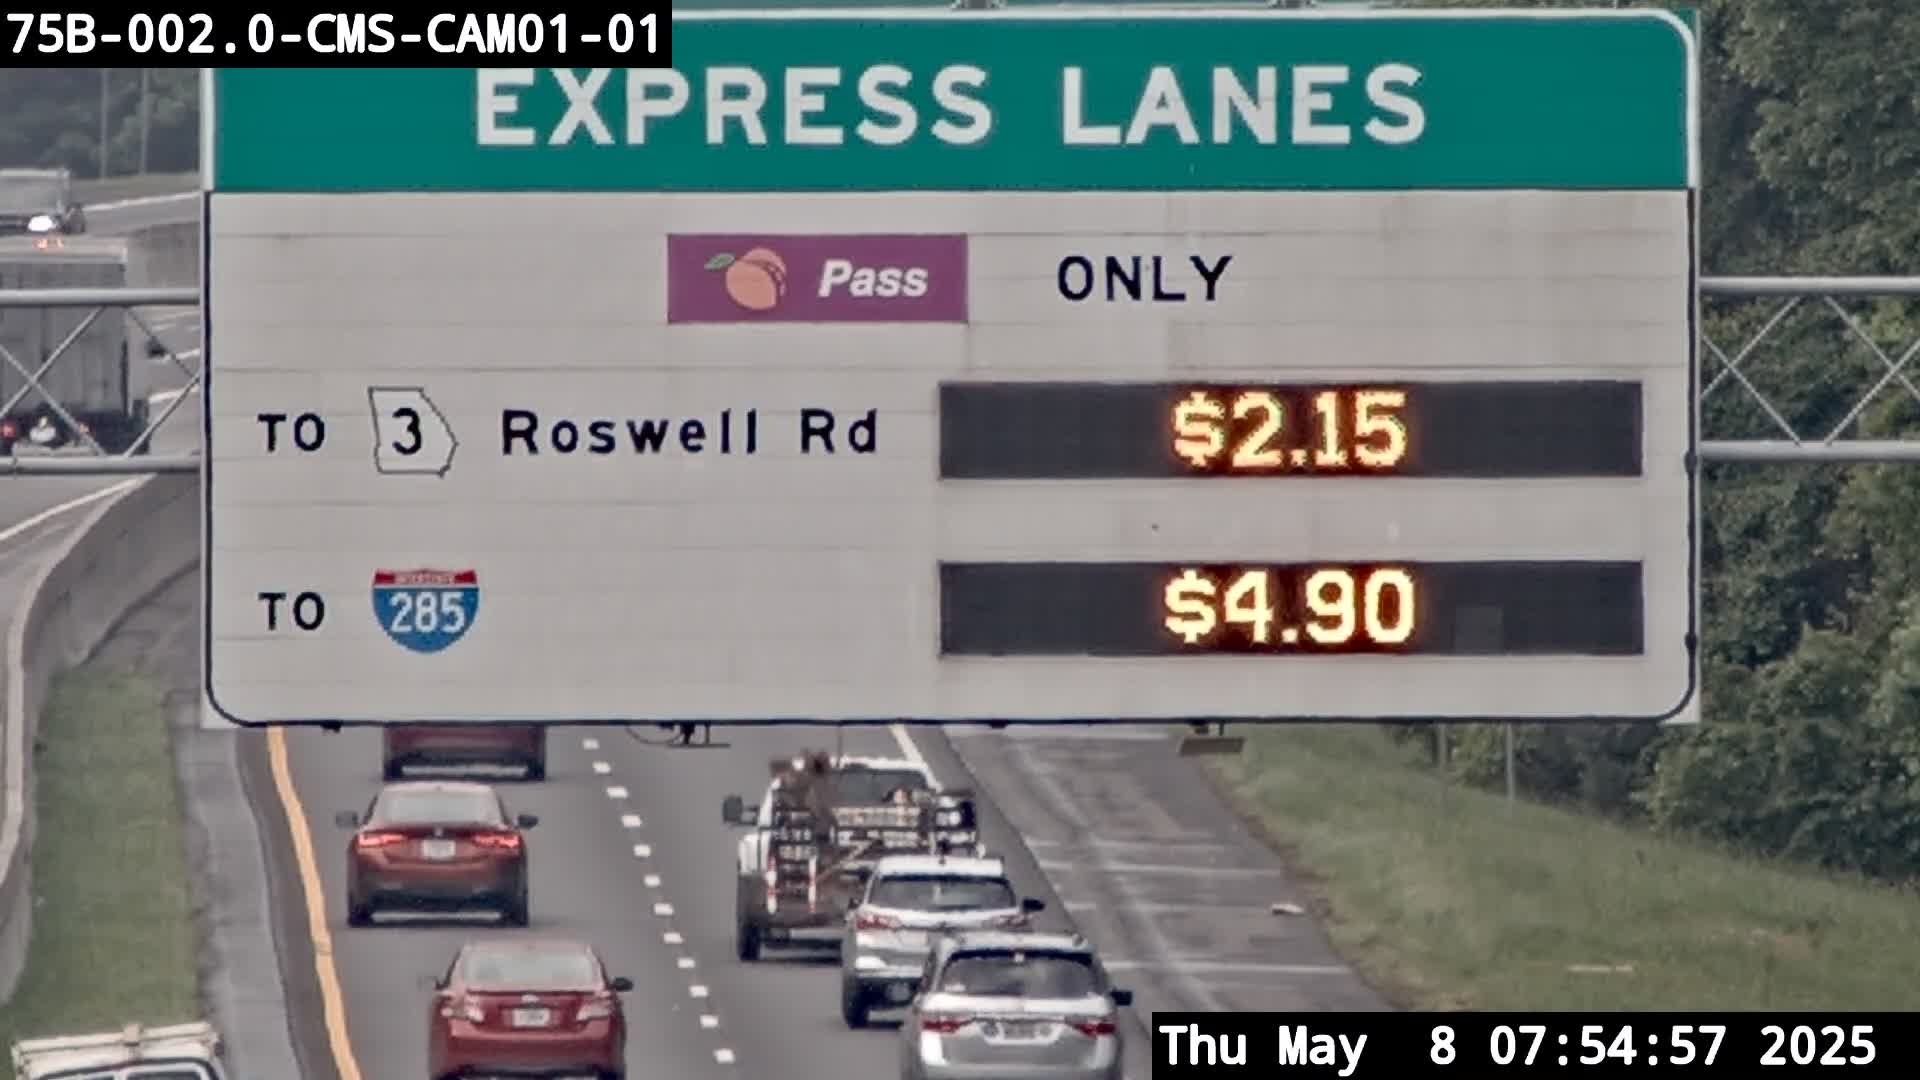 75B-002.0-CMS-CAM01-01
EXPRESS LANES
Pass ONLY
TO 3 Roswell Rd $2.15
TO 285 $4.90
Thu May 8 07:54:57 2025